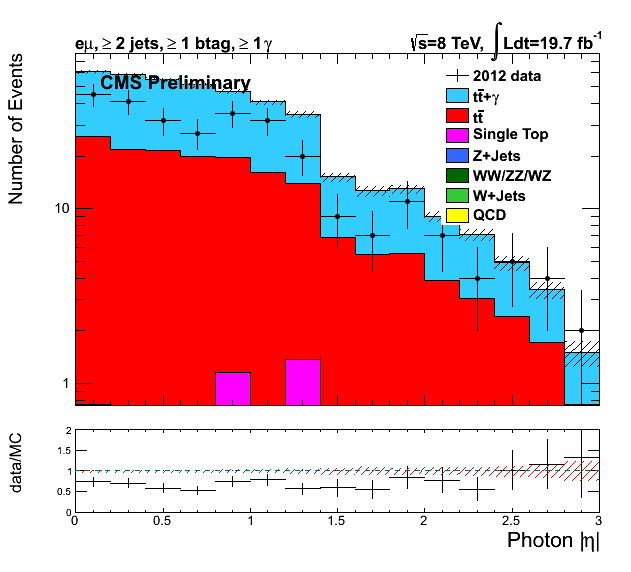 eμ, ≥ 2 jets, ≥ 1 btag, ≥ 1γ
√s=8 TeV, ∫Ldt=19.7 fb⁻¹
CMS Preliminary
2012 data
tt̄+γ
tt̄
Single Top
Z+Jets
WW/ZZ/WZ
W+Jets
QCD
Number of Events
10
1
data/MC
2
1.5
1
0.5
0
0 0.5 1 1.5 2 2.5 3
Photon |η|